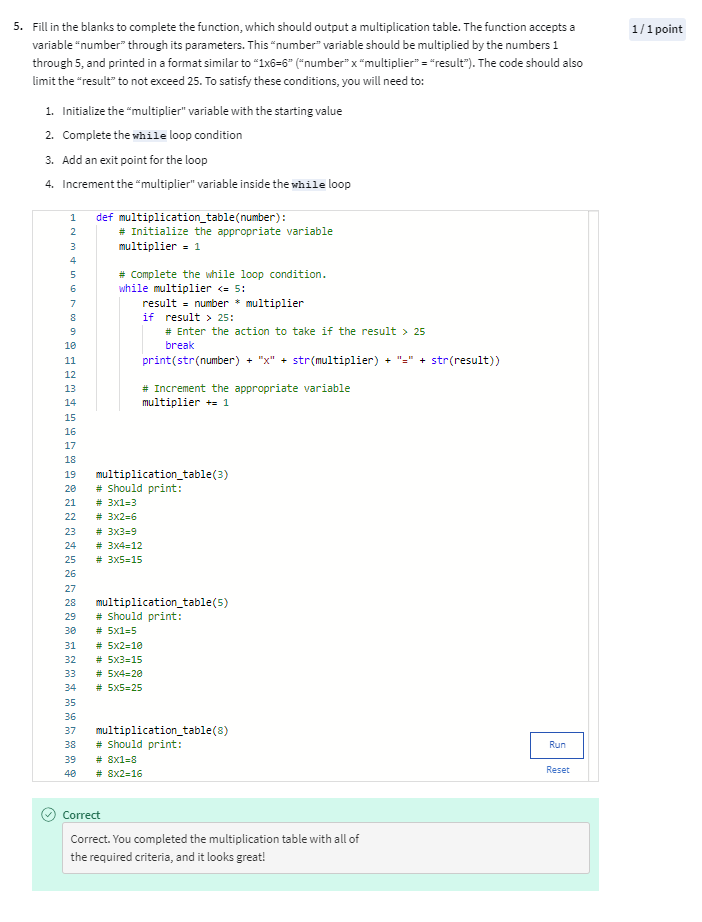 5. Fill in the blanks to complete the function, which should output a multiplication table. The function accepts a
1 / 1 point
variable “number” through its parameters. This “number” variable should be multiplied by the numbers 1
through 5, and printed in a format similar to “1x6=6” (“number” x “multiplier” = “result”). The code should also
limit the “result” to not exceed 25. To satisfy these conditions, you will need to:
1. Initialize the “multiplier” variable with the starting value
2. Complete the while loop condition
3. Add an exit point for the loop
4. Increment the “multiplier” variable inside the while loop
1 def multiplication_table(number):
2 # Initialize the appropriate variable
3 multiplier = 1
4
5 # Complete the while loop condition.
6 while multiplier <= 5:
7 result = number * multiplier
8 if result > 25:
9 # Enter the action to take if the result > 25
10 break
11 print(str(number) + "x" + str(multiplier) + "=" + str(result))
12
13 # Increment the appropriate variable
14 multiplier += 1
15
16
17
18
19 multiplication_table(3)
20 # Should print:
21 # 3x1=3
22 # 3x2=6
23 # 3x3=9
24 # 3x4=12
25 # 3x5=15
26
27
28 multiplication_table(5)
29 # Should print:
30 # 5x1=5
31 # 5x2=10
32 # 5x3=15
33 # 5x4=20
34 # 5x5=25
35
36
37 multiplication_table(8)
38 # Should print:
39 # 8x1=8
40 # 8x2=16
Run
Reset
Correct
Correct. You completed the multiplication table with all of
the required criteria, and it looks great!